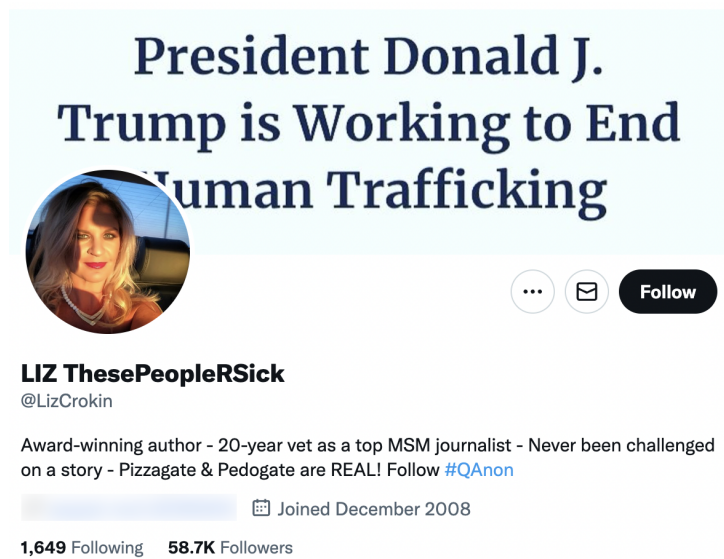 President Donald J.
Trump is Working to End
Human Trafficking
Follow
LIZ ThesePeopleRSick
@LizCrokin
Award-winning author - 20-year vet as a top MSM journalist - Never been challenged
on a story - Pizzagate & Pedogate are REAL! Follow #QAnon
Joined December 2008
1,649 Following 58.7K Followers